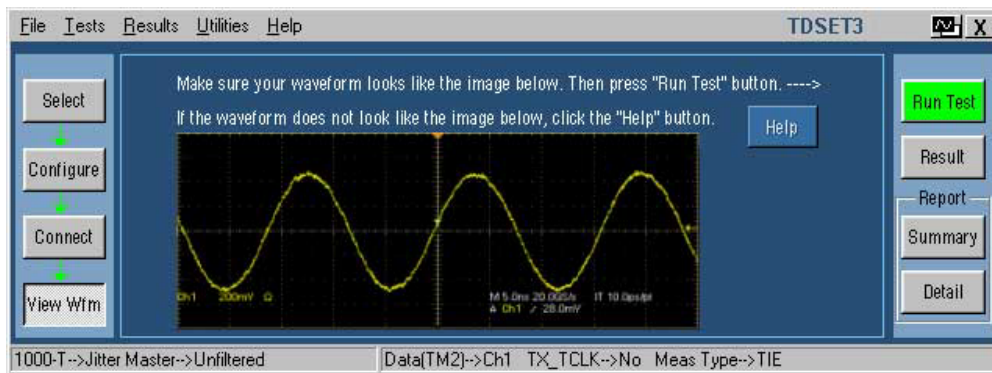 File Tests Results Utilities Help TDSET3 X
Make sure your waveform looks like the image below. Then press "Run Test" button. ---->
If the waveform does not look like the image below, click the "Help" button.
Help
Select
Configure
Connect
View Wfm
Ch1 200mV Ω M 5.0ns 20.0GS/s IT 10.0ps/pt
A Ch1 / 28.0mV
Run Test
Result
Report
Summary
Detail
1000-T-->Jitter Master-->Unfiltered Data(TM2)-->Ch1 TX_TCLK-->No Meas Type-->TIE